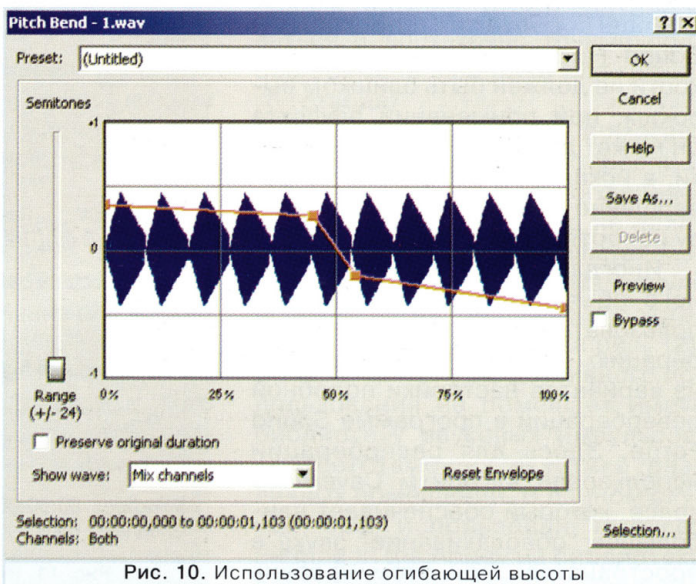 Pitch Bend - 1.wav
Preset: (Untitled)
OK
Semitones
Cancel
+1
Help
Save As...
0
Delete
Preview
Bypass
-1
Range 0 % 25 % 50 % 75 % 100 %
(+/- 24)
Preserve original duration
Show wave: Mix channels
Reset Envelope
Selection: 00:00:00,000 to 00:00:01,103 (00:00:01,103)
Channels: Both
Selection...
Рис. 10. Использование огибающей высоты